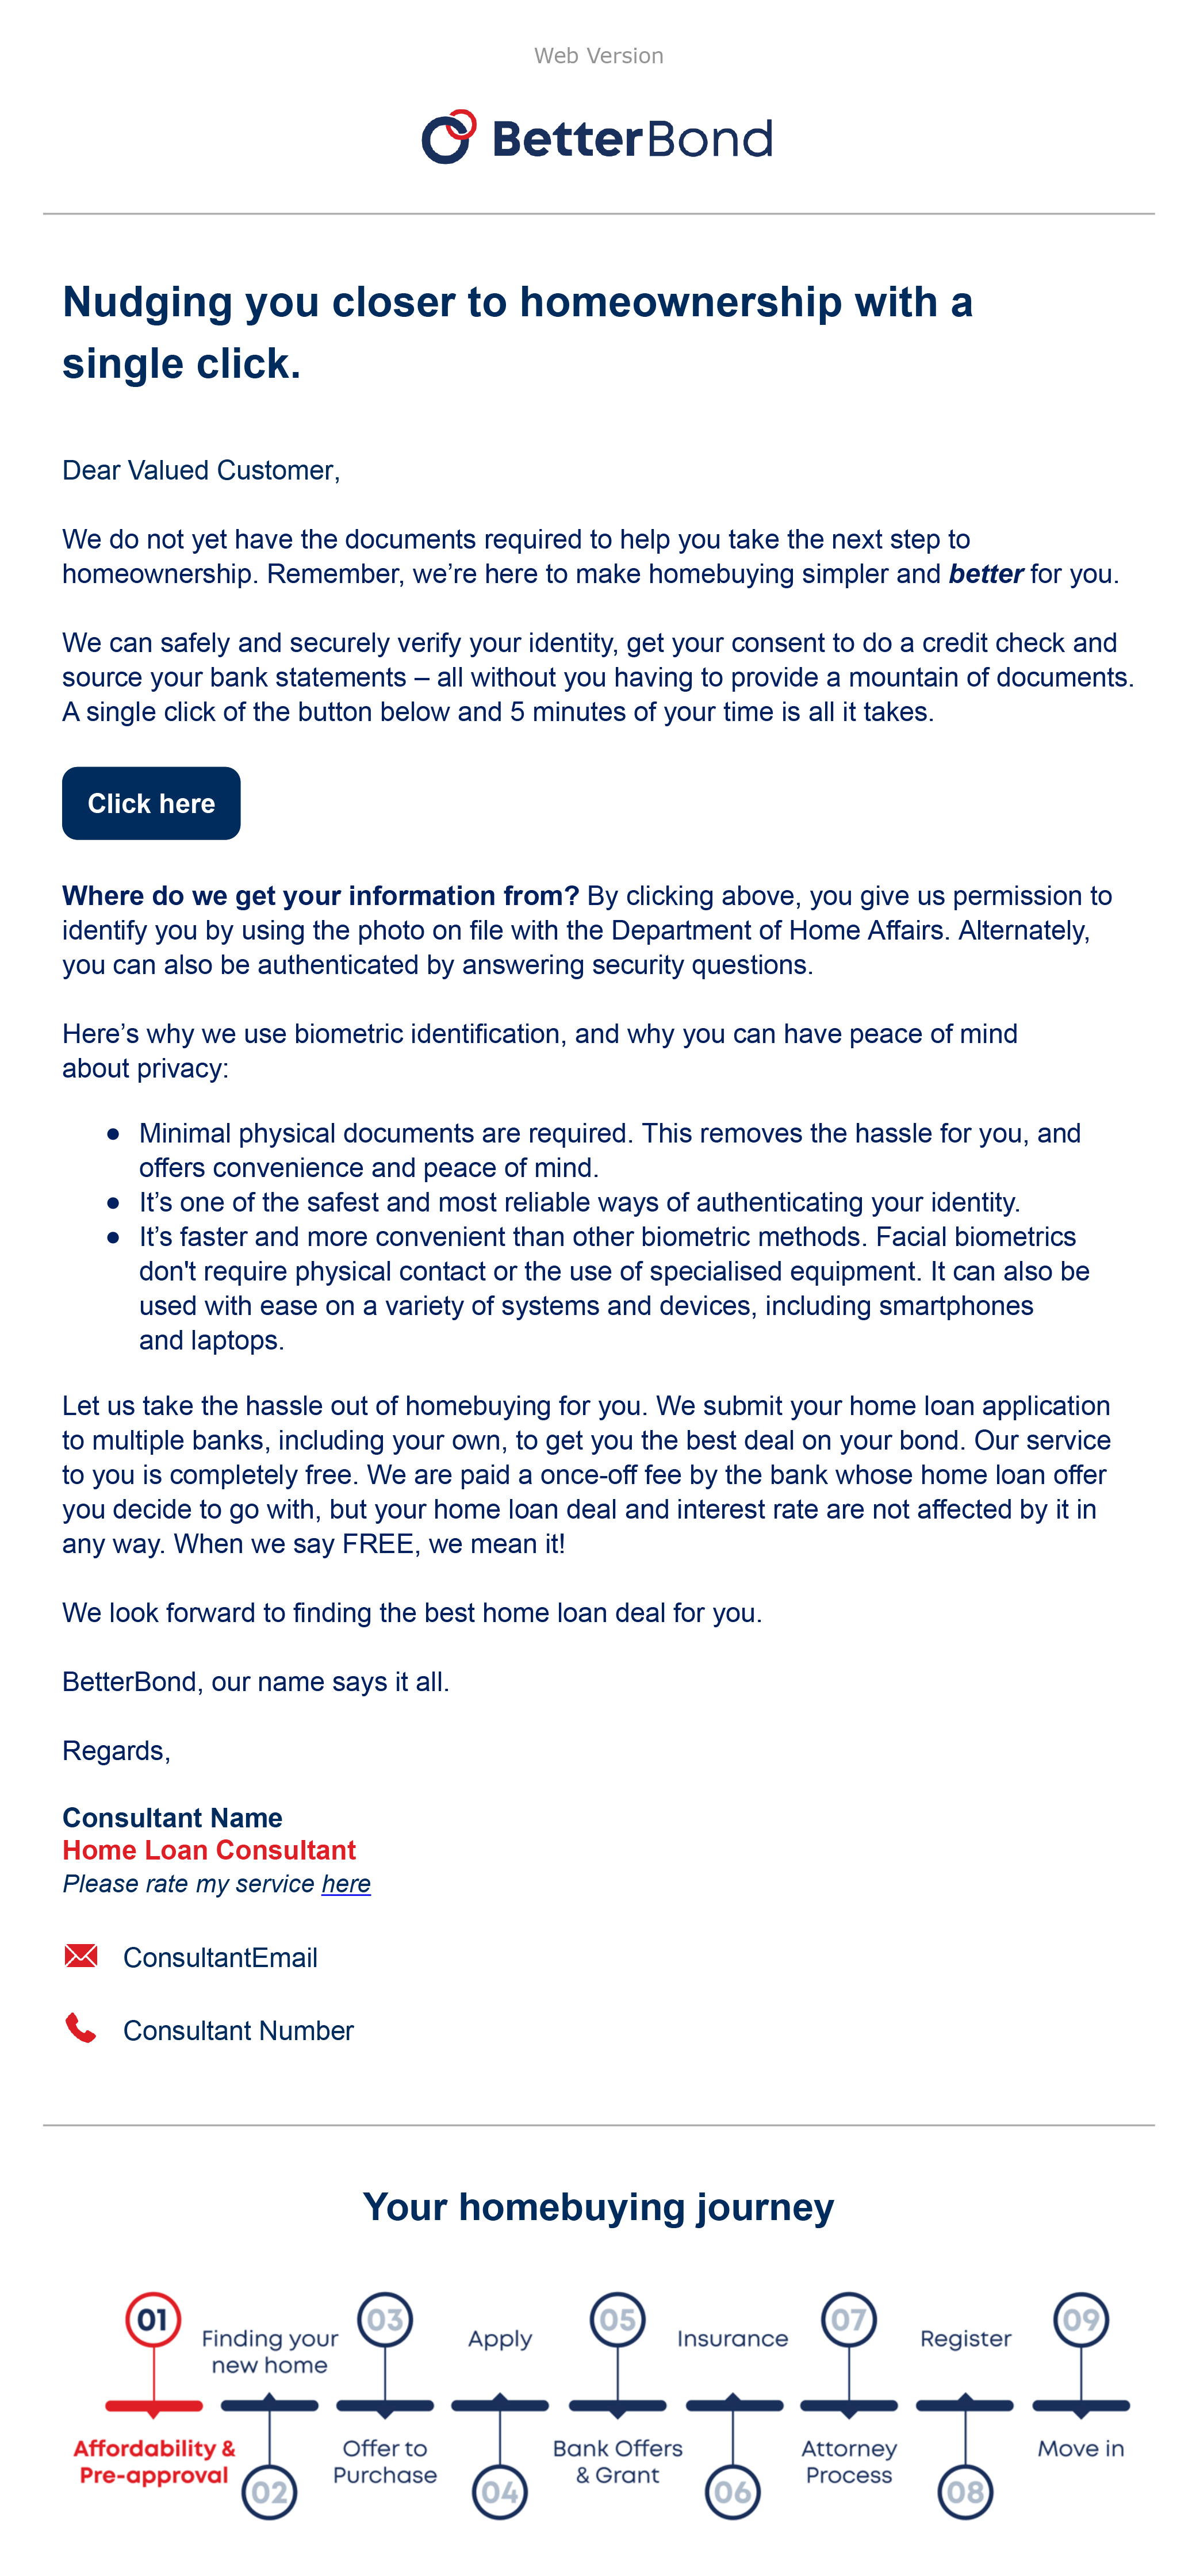 Web Version
BetterBond
Nudging you closer to homeownership with a
single click.
Dear Valued Customer,
We do not yet have the documents required to help you take the next step to
homeownership. Remember, we’re here to make homebuying simpler and better for you.
We can safely and securely verify your identity, get your consent to do a credit check and
source your bank statements – all without you having to provide a mountain of documents.
A single click of the button below and 5 minutes of your time is all it takes.
Click here
Where do we get your information from? By clicking above, you give us permission to
identify you by using the photo on file with the Department of Home Affairs. Alternately,
you can also be authenticated by answering security questions.
Here’s why we use biometric identification, and why you can have peace of mind
about privacy:
● Minimal physical documents are required. This removes the hassle for you, and
offers convenience and peace of mind.
● It’s one of the safest and most reliable ways of authenticating your identity.
● It’s faster and more convenient than other biometric methods. Facial biometrics
don't require physical contact or the use of specialised equipment. It can also be
used with ease on a variety of systems and devices, including smartphones
and laptops.
Let us take the hassle out of homebuying for you. We submit your home loan application
to multiple banks, including your own, to get you the best deal on your bond. Our service
to you is completely free. We are paid a once-off fee by the bank whose home loan offer
you decide to go with, but your home loan deal and interest rate are not affected by it in
any way. When we say FREE, we mean it!
We look forward to finding the best home loan deal for you.
BetterBond, our name says it all.
Regards,
Consultant Name
Home Loan Consultant
Please rate my service here
ConsultantEmail
Consultant Number
Your homebuying journey
01
Affordability &
Pre-approval
Finding your
new home
02
03
Offer to
Purchase
Apply
04
05
Bank Offers
& Grant
Insurance
06
07
Attorney
Process
Register
08
09
Move in